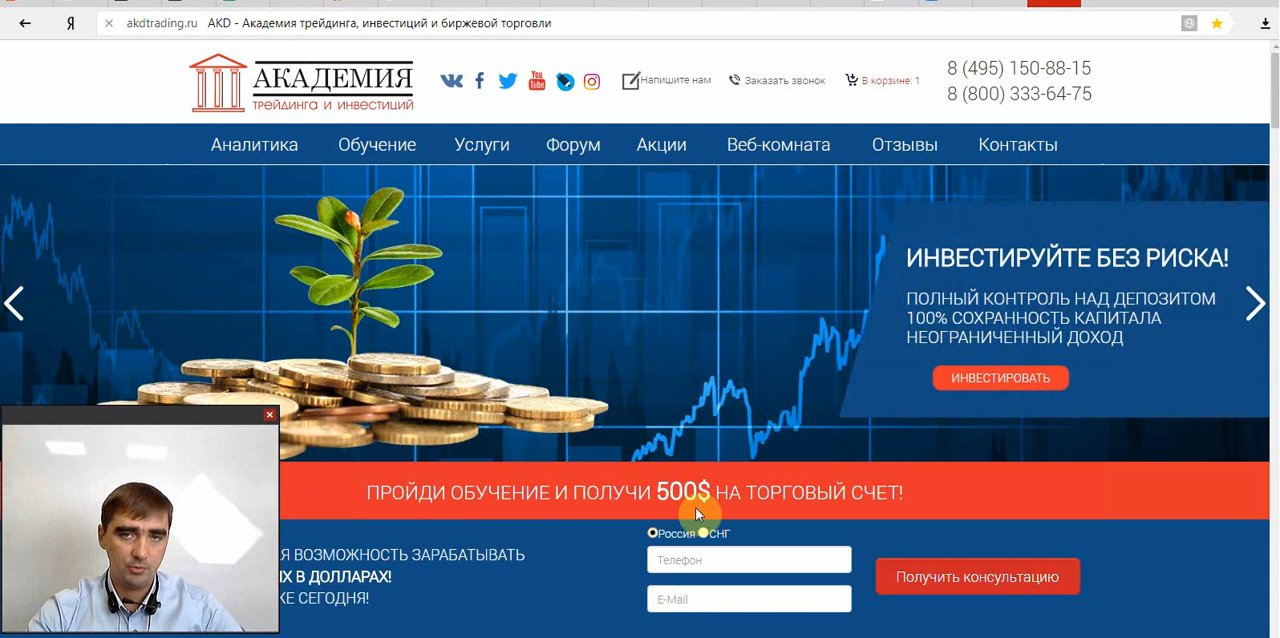 Я
akdtrading.ru AKD - Академия трейдинга, инвестиций и биржевой торговли
АКАДЕМИЯ
ТРЕЙДИНГА И ИНВЕСТИЦИЙ
You Tube
Напишите нам
Заказать звонок
В корзине: 1
8 (495) 150-88-15
8 (800) 333-64-75
Аналитика Обучение Услуги Форум Акции Веб-комната Отзывы Контакты
ИНВЕСТИРУЙТЕ БЕЗ РИСКА!
ПОЛНЫЙ КОНТРОЛЬ НАД ДЕПОЗИТОМ
100% СОХРАННОСТЬ КАПИТАЛА
НЕОГРАНИЧЕННЫЙ ДОХОД
ИНВЕСТИРОВАТЬ
ПРОЙДИ ОБУЧЕНИЕ И ПОЛУЧИ 500$ НА ТОРГОВЫЙ СЧЕТ!
Россия СНГ
Я ВОЗМОЖНОСТЬ ЗАРАБАТЫВАТЬ
Х В ДОЛЛАРАХ!
КЕ СЕГОДНЯ!
Телефон
E-Mail
Получить консультацию